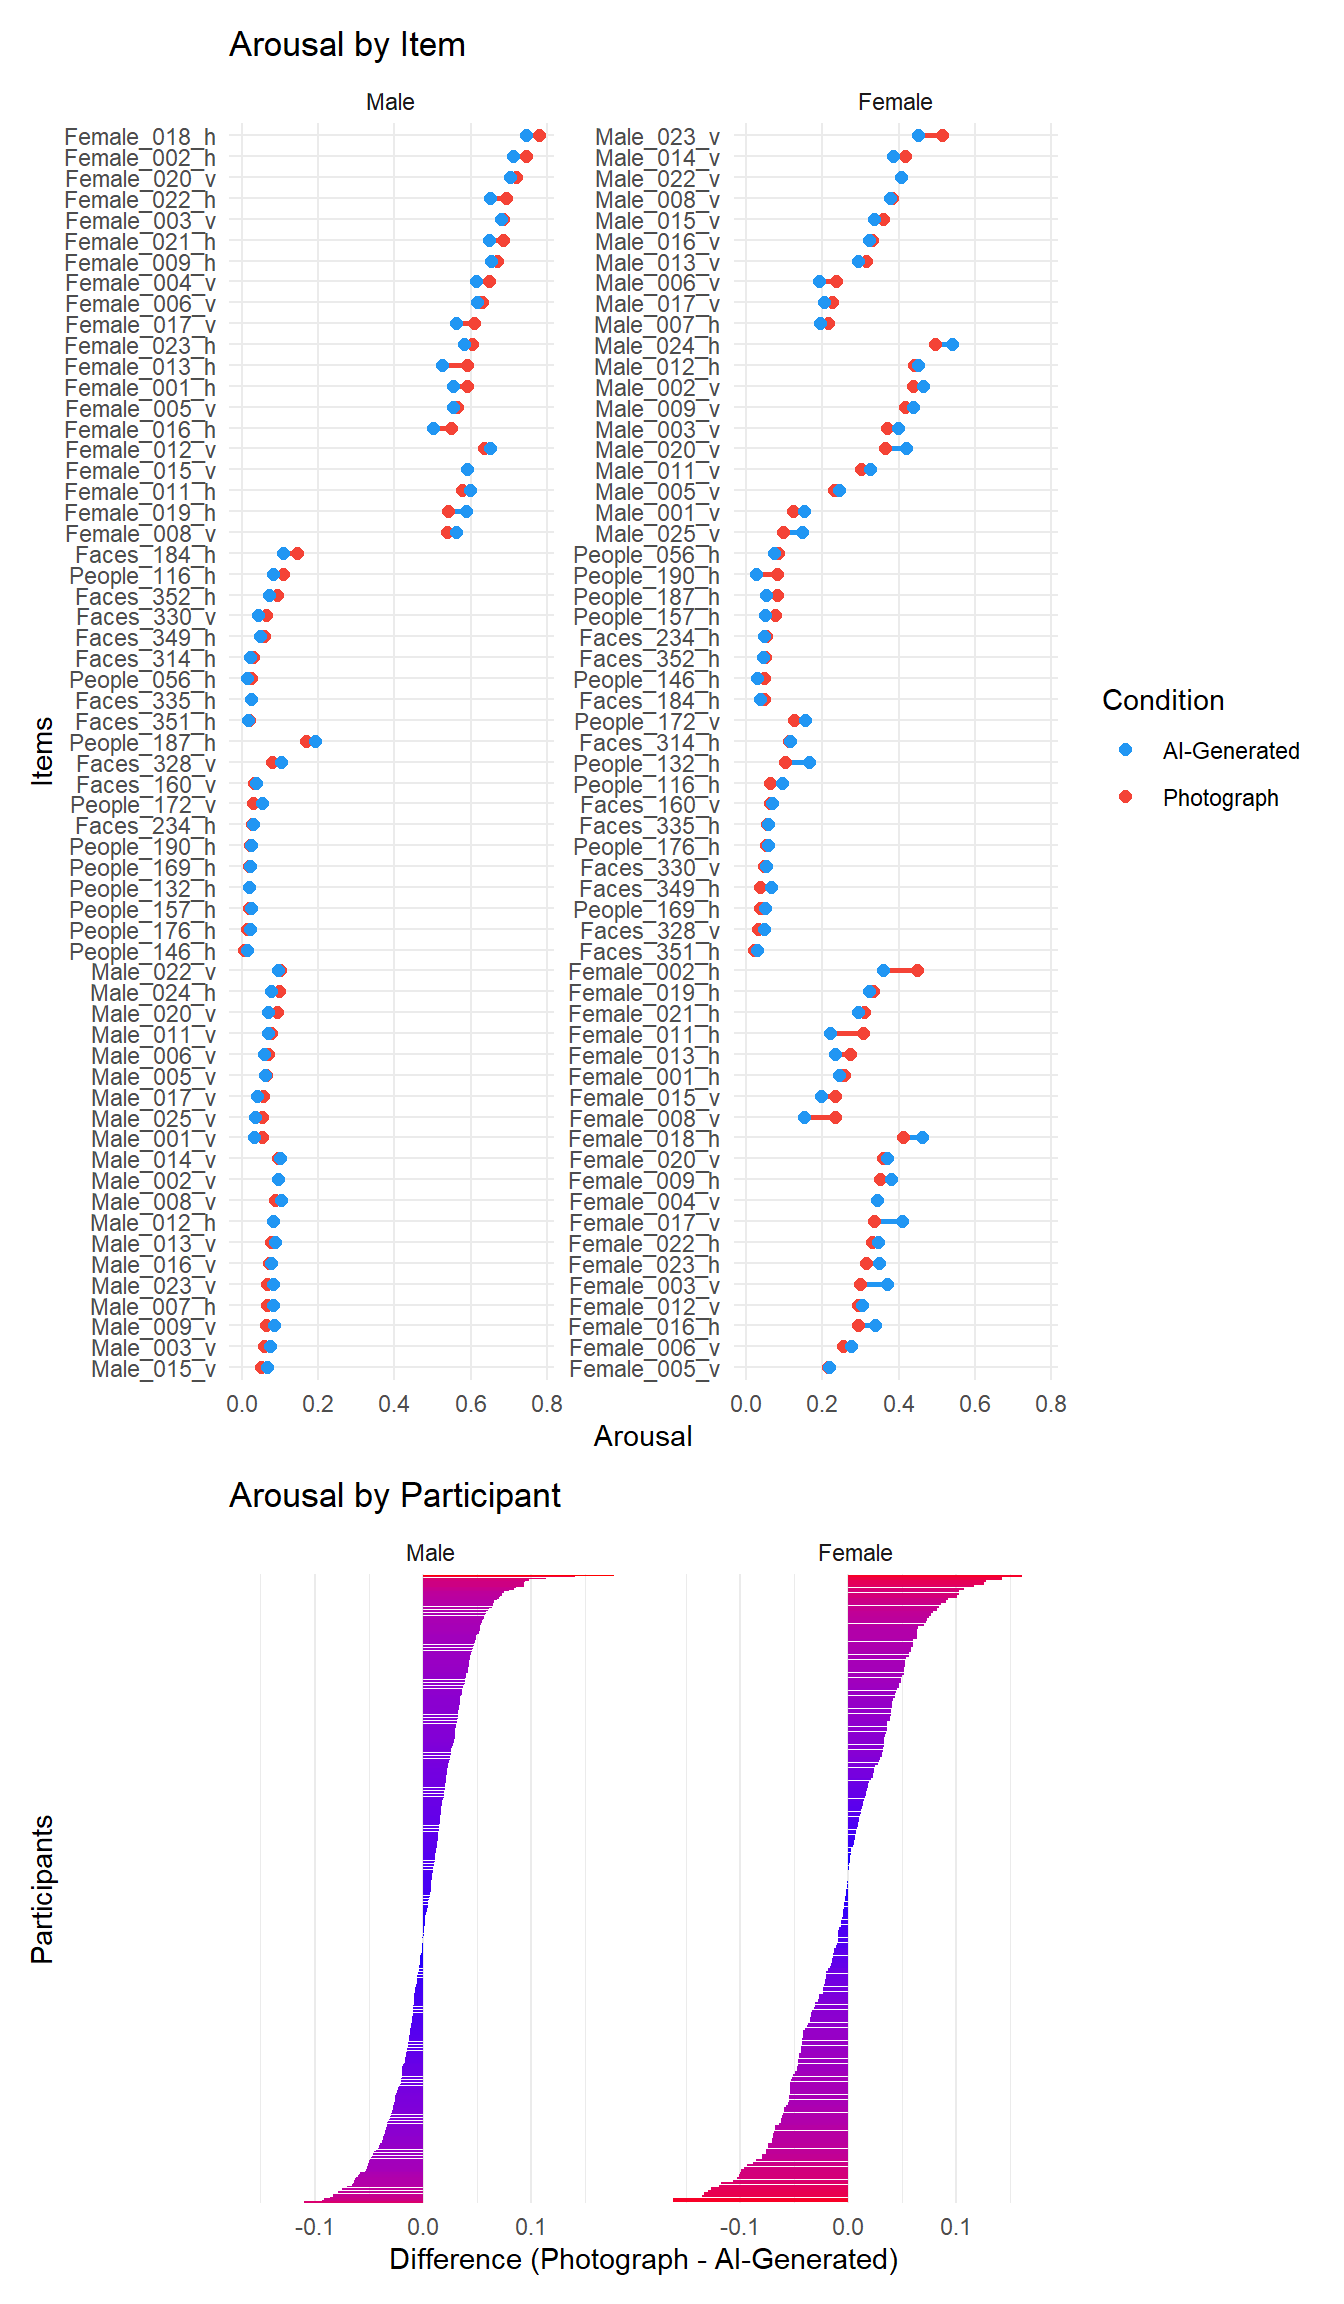 Arousal by Item
Male
Female
Items
Female_018_h
Female_002_h
Female_020_v
Female_022_h
Female_003_v
Female_021_h
Female_009_h
Female_004_v
Female_006_v
Female_017_v
Female_023_h
Female_013_h
Female_001_h
Female_005_v
Female_016_h
Female_012_v
Female_015_v
Female_011_h
Female_019_h
Female_008_v
Faces_184_h
People_116_h
Faces_352_h
Faces_330_v
Faces_349_h
Faces_314_h
People_056_h
Faces_335_h
Faces_351_h
People_187_h
Faces_328_v
Faces_160_v
People_172_v
Faces_234_h
People_190_h
People_169_h
People_132_h
People_157_h
People_176_h
People_146_h
Male_022_v
Male_024_h
Male_020_v
Male_011_v
Male_006_v
Male_005_v
Male_017_v
Male_025_v
Male_001_v
Male_014_v
Male_002_v
Male_008_v
Male_012_h
Male_013_v
Male_016_v
Male_023_v
Male_007_h
Male_009_v
Male_003_v
Male_015_v
0.0 0.2 0.4 0.6 0.8
Male_023_v
Male_014_v
Male_022_v
Male_008_v
Male_015_v
Male_016_v
Male_013_v
Male_006_v
Male_017_v
Male_007_h
Male_024_h
Male_012_h
Male_002_v
Male_009_v
Male_003_v
Male_020_v
Male_011_v
Male_005_v
Male_001_v
Male_025_v
People_056_h
People_190_h
People_187_h
People_157_h
Faces_234_h
Faces_352_h
People_146_h
Faces_184_h
People_172_v
Faces_314_h
People_132_h
People_116_h
Faces_160_v
Faces_335_h
People_176_h
Faces_330_v
Faces_349_h
People_169_h
Faces_328_v
Faces_351_h
Female_002_h
Female_019_h
Female_021_h
Female_011_h
Female_013_h
Female_001_h
Female_015_v
Female_008_v
Female_018_h
Female_020_v
Female_009_h
Female_004_v
Female_017_v
Female_022_h
Female_023_h
Female_003_v
Female_012_v
Female_016_h
Female_006_v
Female_005_v
0.0 0.2 0.4 0.6 0.8
Arousal
Condition
AI-Generated
Photograph
Arousal by Participant
Male
Female
Participants
-0.1 0.0 0.1
-0.1 0.0 0.1
Difference (Photograph - AI-Generated)